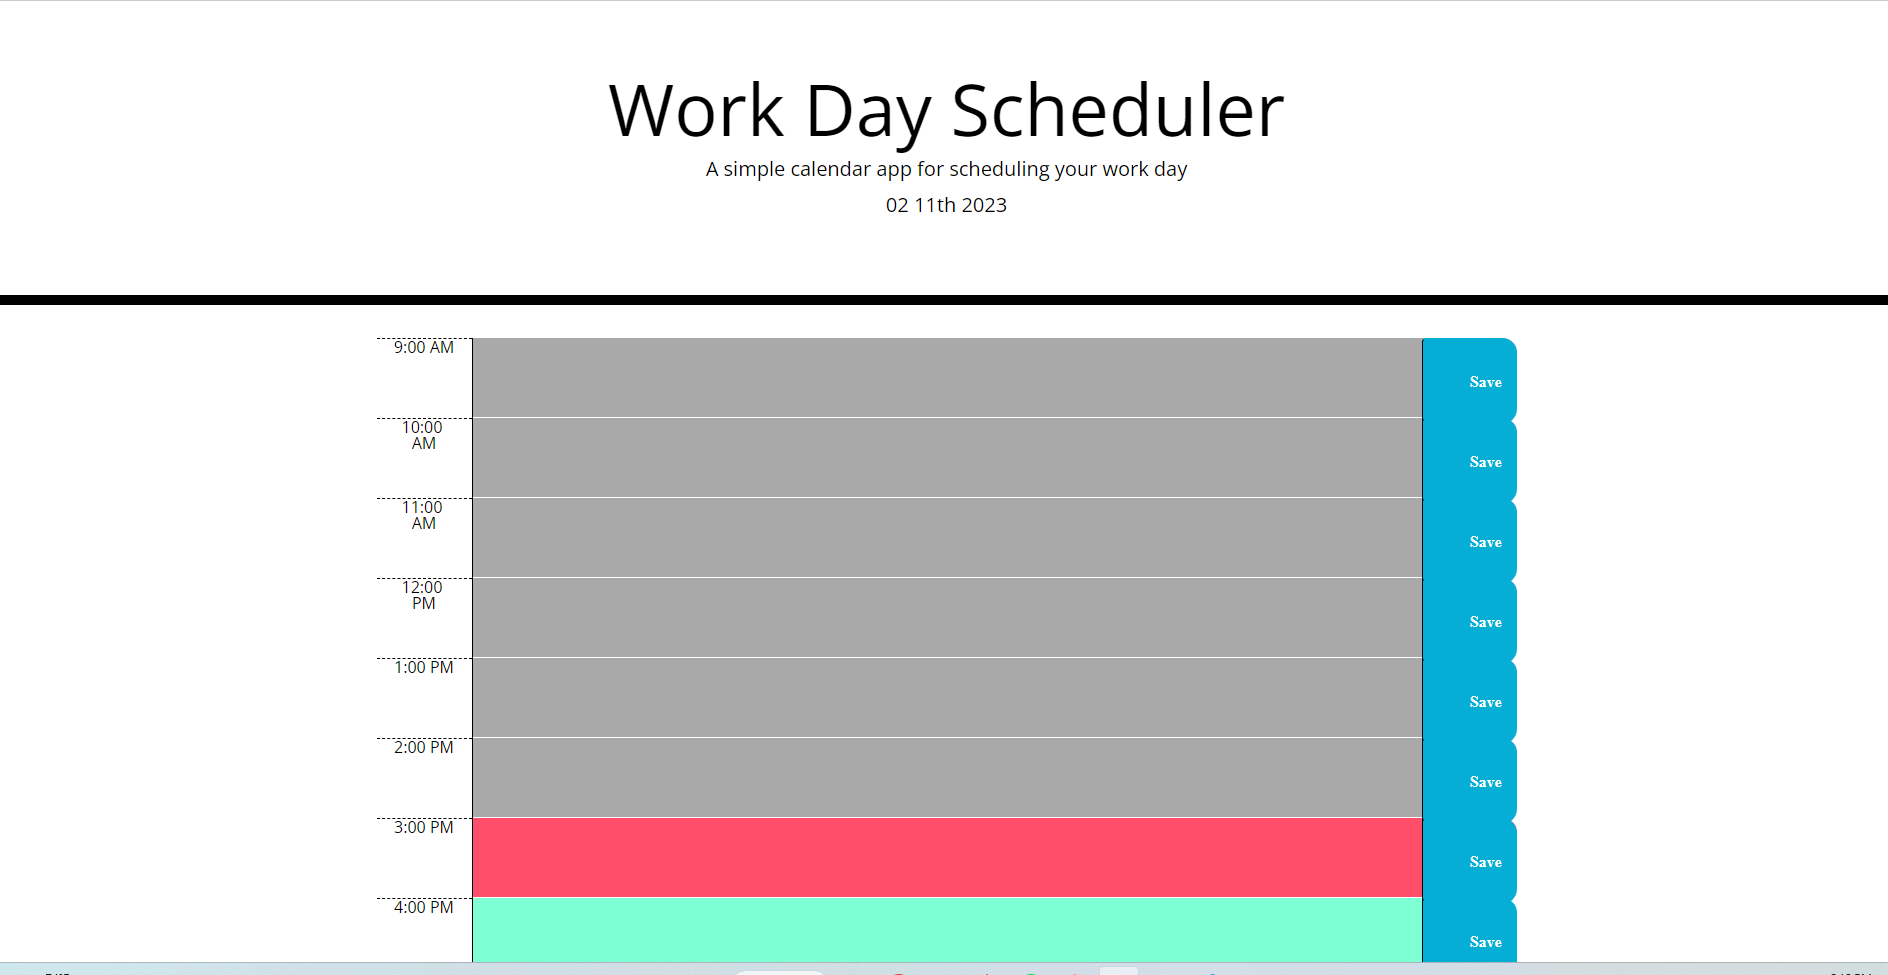 Work Day Scheduler
A simple calendar app for scheduling your work day
02 11th 2023
9:00 AM
Save
10:00
AM
Save
11:00
AM
Save
12:00
PM
Save
1:00 PM
Save
2:00 PM
Save
3:00 PM
Save
4:00 PM
Save